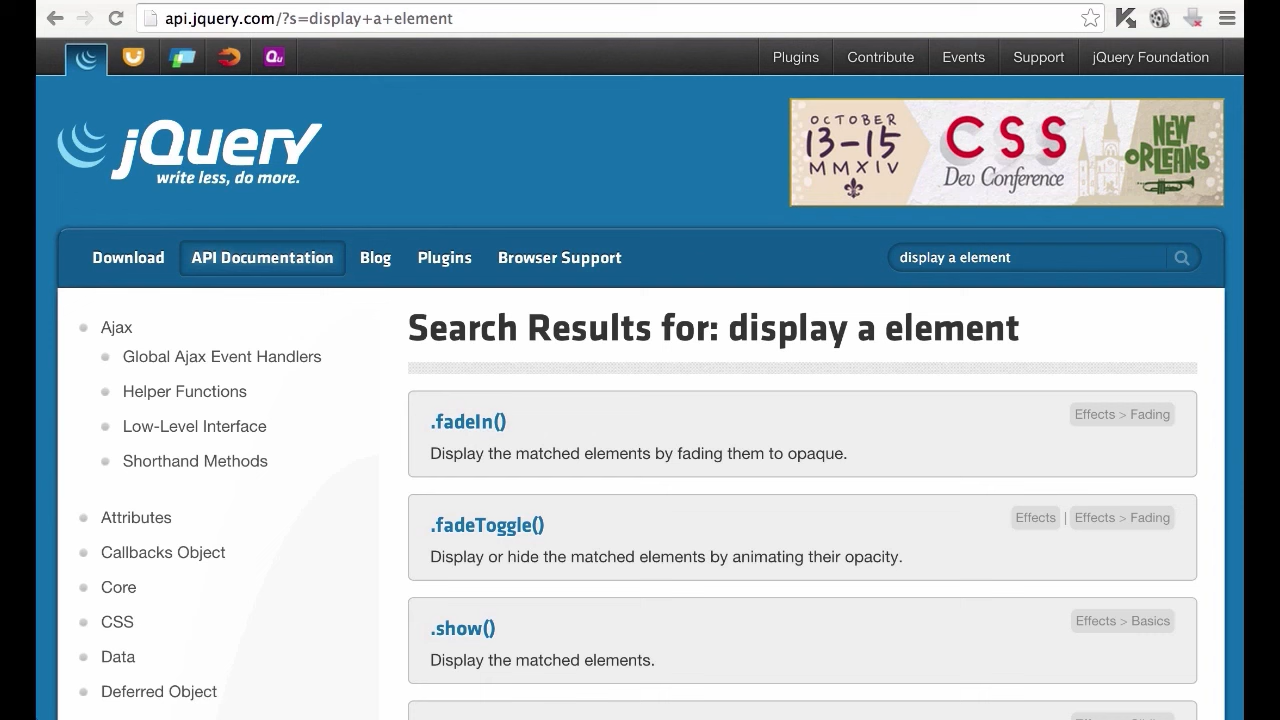 api.jquery.com/?s=display+a+element
Qu
Plugins
Contribute
Events
Support
jQuery Foundation
jQuery
write less, do more.
OCTOBER
13-15
MMXIV
CSS
Dev Conference
NEW
ORLEANS
Download
API Documentation
Blog
Plugins
Browser Support
display a element
Ajax
Global Ajax Event Handlers
Helper Functions
Low-Level Interface
Shorthand Methods
Attributes
Callbacks Object
Core
CSS
Data
Deferred Object
Search Results for: display a element
.fadeIn()
Effects > Fading
Display the matched elements by fading them to opaque.
.fadeToggle()
Effects | Effects > Fading
Display or hide the matched elements by animating their opacity.
.show()
Effects > Basics
Display the matched elements.